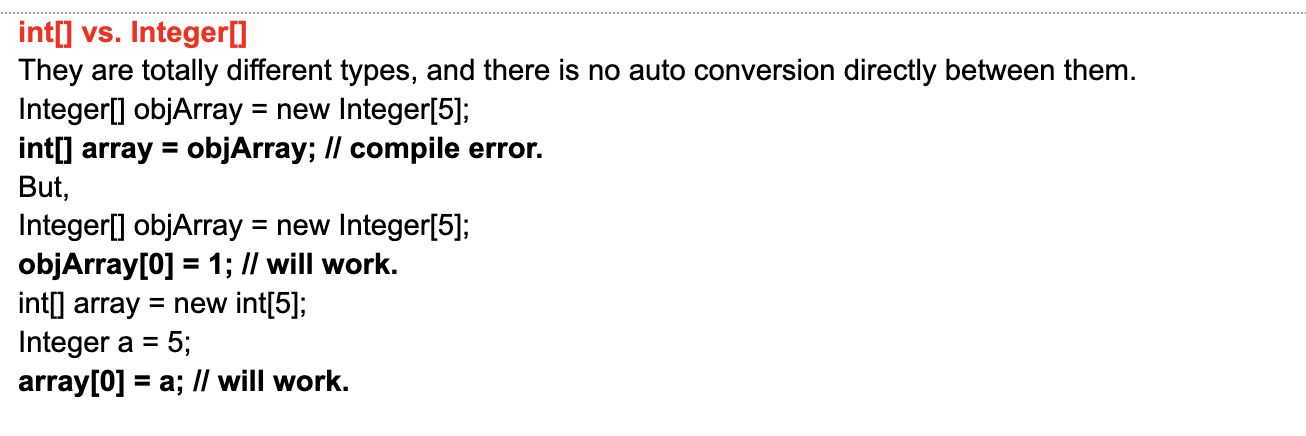 int[] vs. Integer[]
They are totally different types, and there is no auto conversion directly between them.
Integer[] objArray = new Integer[5];
int[] array = objArray; // compile error.
But,
Integer[] objArray = new Integer[5];
objArray[0] = 1; // will work.
int[] array = new int[5];
Integer a = 5;
array[0] = a; // will work.